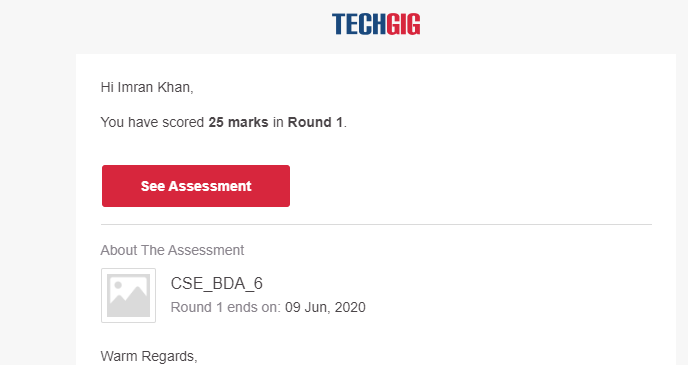 TECHGIG
Hi Imran Khan,
You have scored 25 marks in Round 1.
See Assessment
About The Assessment
CSE_BDA_6
Round 1 ends on: 09 Jun, 2020
Warm Regards,